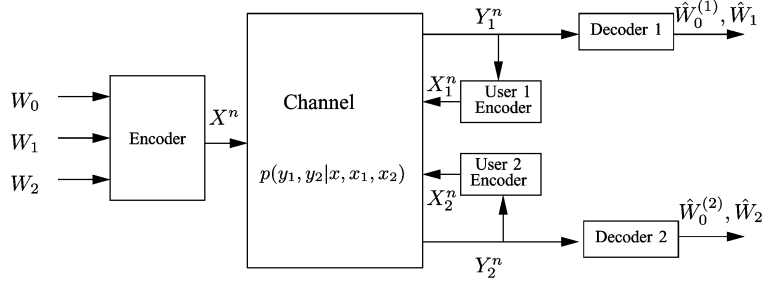 W₀
W₁
W₂
Encoder
Xⁿ
Channel
p(y₁, y₂|x, x₁, x₂)
Y₁ⁿ
X₁ⁿ
User 1
Encoder
Decoder 1
Ŵ₀⁽¹⁾, Ŵ₁
User 2
Encoder
X₂ⁿ
Y₂ⁿ
Decoder 2
Ŵ₀⁽²⁾, Ŵ₂